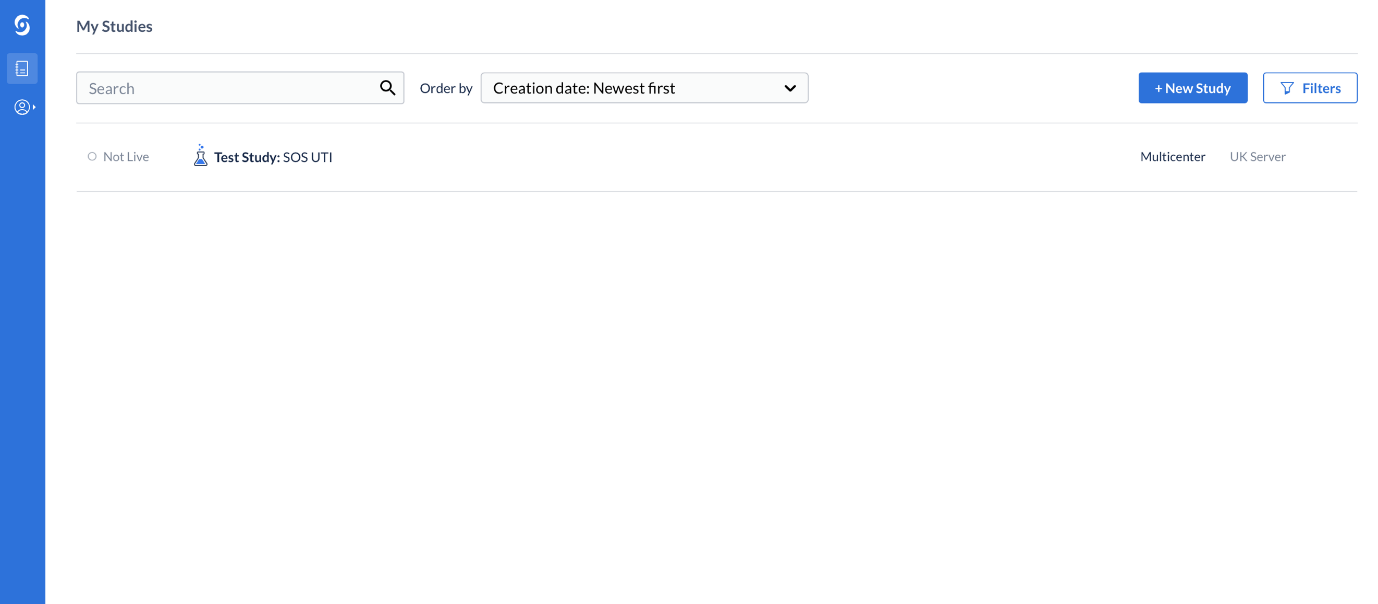 My Studies
Search
Order by
Creation date: Newest first
+ New Study
Filters
Not Live
Test Study: SOS UTI
Multicenter
UK Server